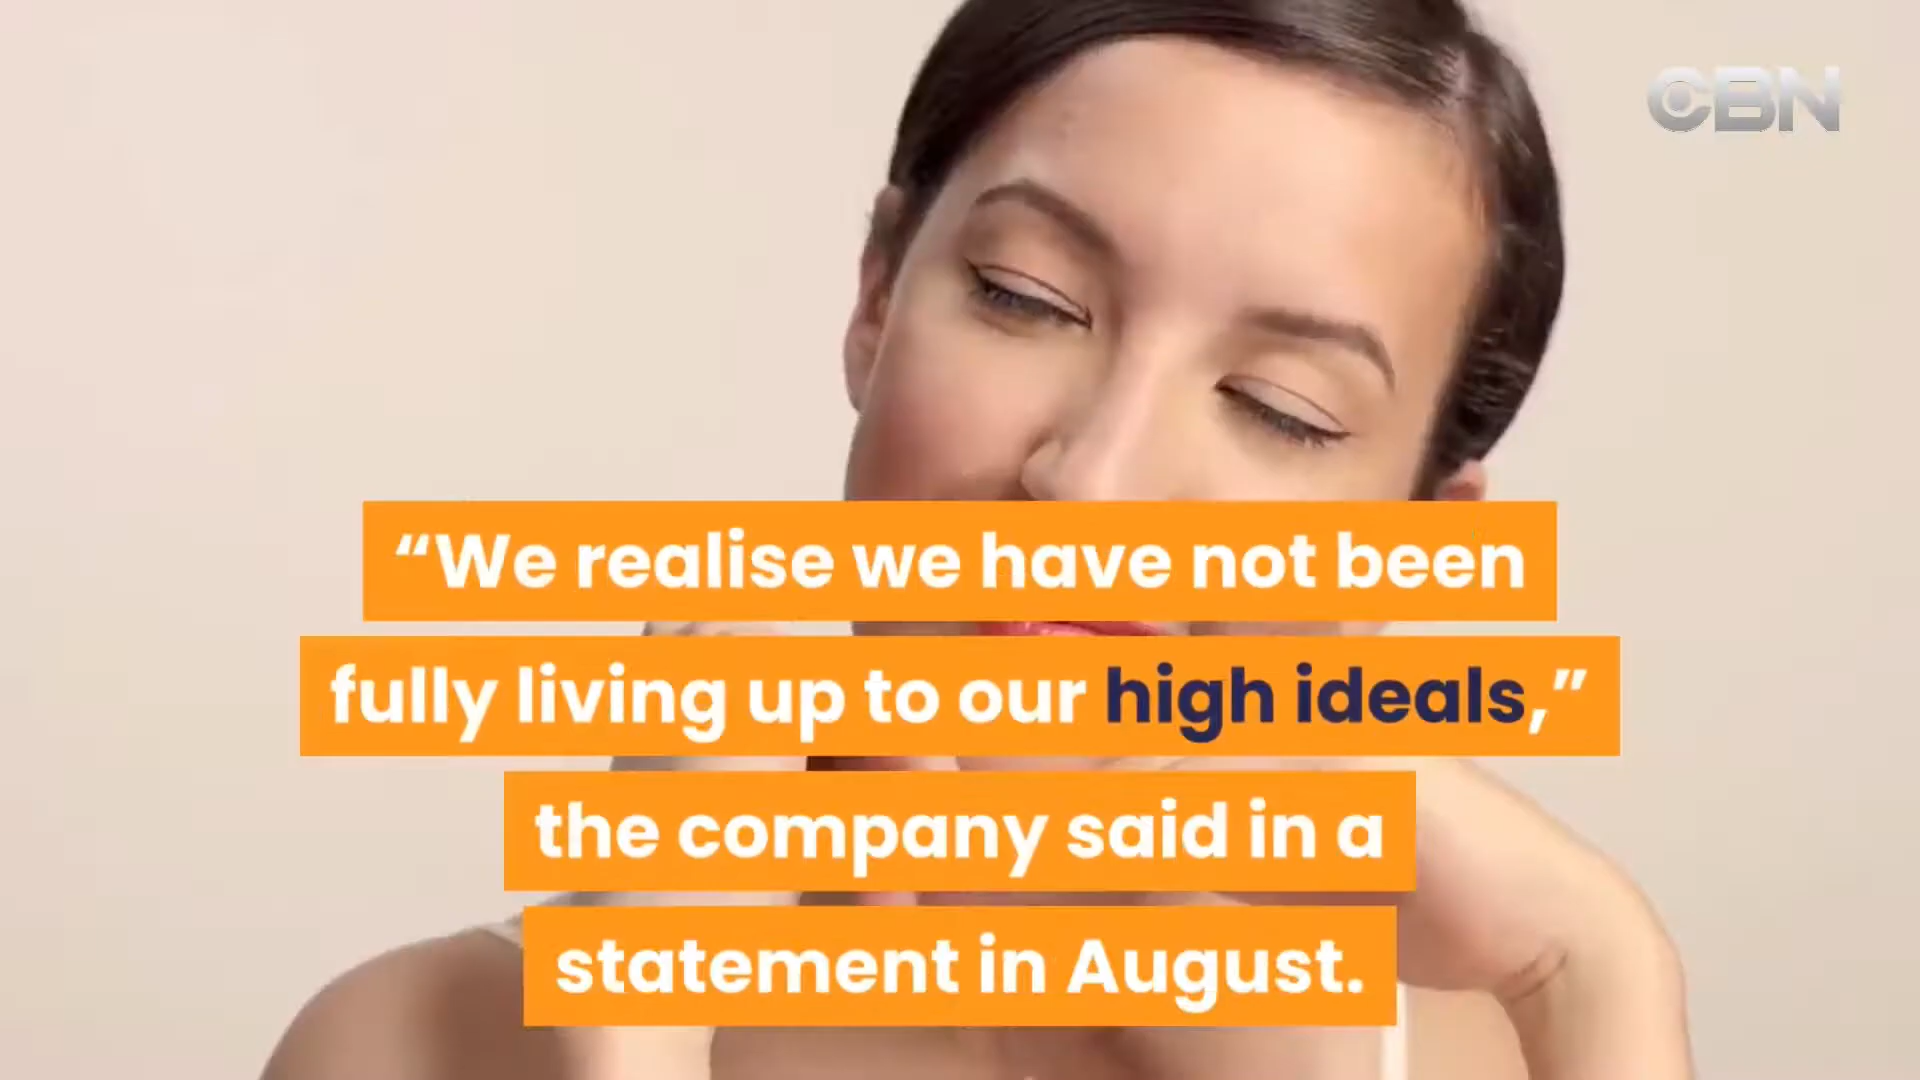 CBN
“We realise we have not been
fully living up to our high ideals,”
the company said in a
statement in August.